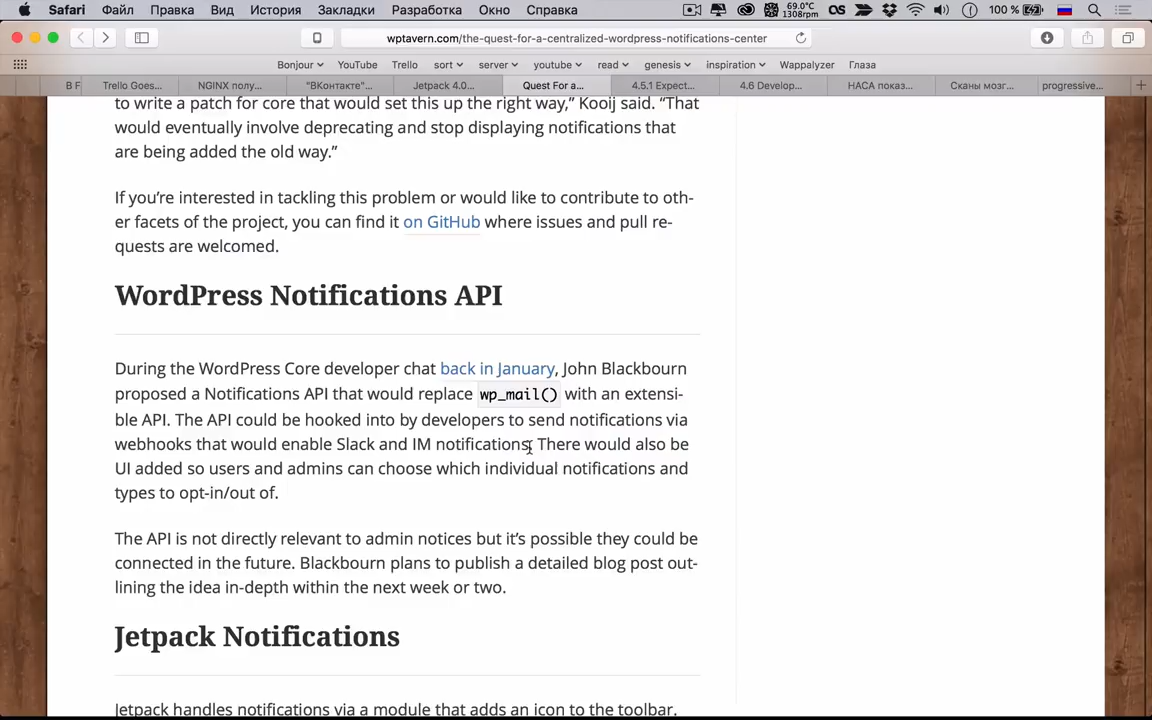 Safari Файл Правка Вид История Закладки Разработка Окно Справка 69.0°C 1308rpm 100 %
wptavern.com/the-quest-for-a-centralized-wordpress-notifications-center
Bonjour YouTube Trello sort server youtube read genesis inspiration Wappalyzer Глаза
В F Trello Goes... NGINX полу... "ВКонтакте"... Jetpack 4.0... Quest For a... 4.5.1 Expect... 4.6 Develop... НАСА показ... Сканы мозг... progressive...
to write a patch for core that would set this up the right way,” Kooij said. “That
would eventually involve deprecating and stop displaying notifications that
are being added the old way.”
If you’re interested in tackling this problem or would like to contribute to oth-
er facets of the project, you can find it on GitHub where issues and pull re-
quests are welcomed.
WordPress Notifications API
During the WordPress Core developer chat back in January, John Blackbourn
proposed a Notifications API that would replace wp_mail() with an extensi-
ble API. The API could be hooked into by developers to send notifications via
webhooks that would enable Slack and IM notifications. There would also be
UI added so users and admins can choose which individual notifications and
types to opt-in/out of.
The API is not directly relevant to admin notices but it’s possible they could be
connected in the future. Blackbourn plans to publish a detailed blog post out-
lining the idea in-depth within the next week or two.
Jetpack Notifications
Jetpack handles notifications via a module that adds an icon to the toolbar.